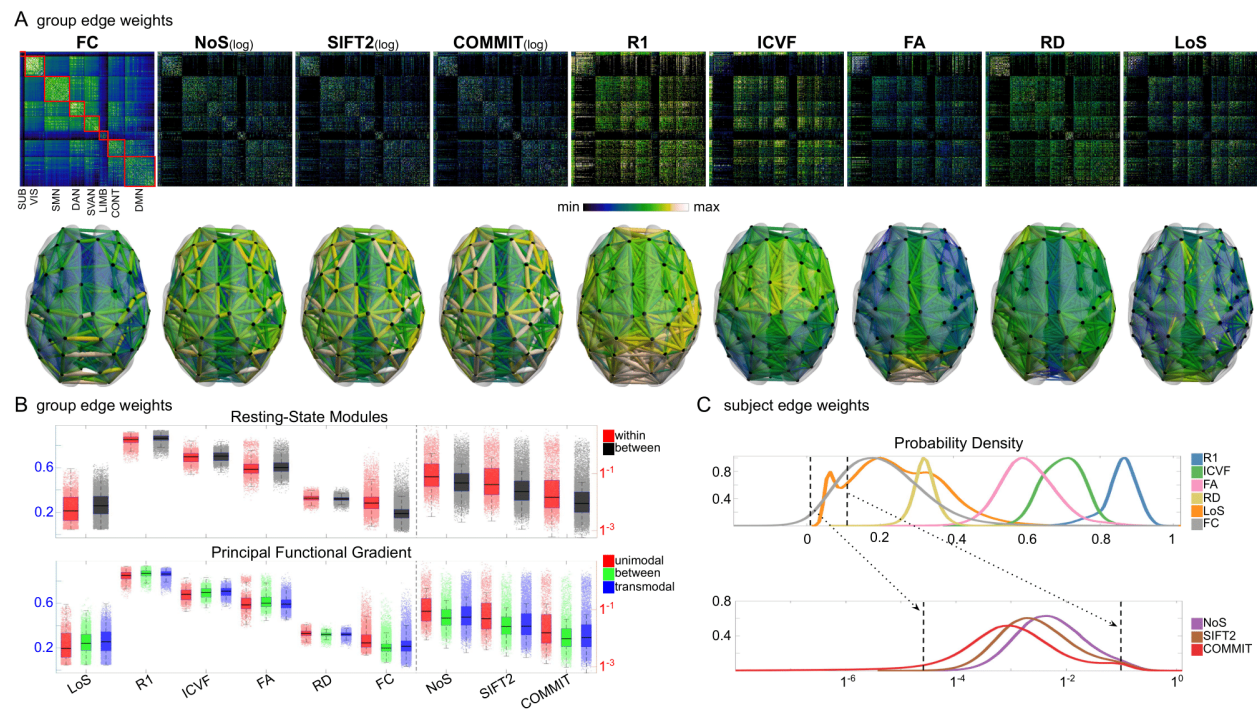 A group edge weights
FC NoS(log) SIFT2(log) COMMIT(log) R1 ICVF FA RD LoS
SUB VIS SMN DAN SVAN LIMB CONT DMN
min max
B group edge weights
Resting-State Modules
within
between
0.6
0.2
1⁻¹
1⁻³
Principal Functional Gradient
unimodal
between
transmodal
0.6
0.2
1⁻¹
1⁻³
LoS R1 ICVF FA RD FC NoS SIFT2 COMMIT
C subject edge weights
Probability Density
0.8
0.4
0 0.2 0.4 0.6 0.8 1
R1
ICVF
FA
RD
LoS
FC
0.8
0.4
1⁻⁶ 1⁻⁴ 1⁻² 1⁰
NoS
SIFT2
COMMIT